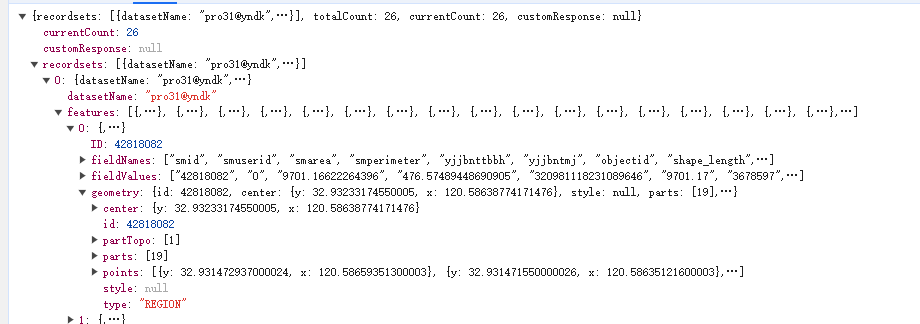 ▼ {recordsets: [{datasetName: "pro31@yndk",…}], totalCount: 26, currentCount: 26, customResponse: null}
currentCount: 26
customResponse: null
▼ recordsets: [{datasetName: "pro31@yndk",…}]
▼ 0: {datasetName: "pro31@yndk",…}
datasetName: "pro31@yndk"
▼ features: [{,…}, {,…}, {,…}, {,…}, {,…}, {,…}, {,…}, {,…}, {,…}, {,…}, {,…}, {,…}, {,…}, {,…}, {,…}, {,…},…]
▼ 0: {,…}
ID: 42818082
▶ fieldNames: ["smid", "smuserid", "smarea", "smperimeter", "yjjbnttbbh", "yjjbntmj", "objectid", "shape_length",…]
▶ fieldValues: ["42818082", "0", "9701.16622264396", "476.57489448690905", "320981118231089646", "9701.17", "3678597",…]
▼ geometry: {id: 42818082, center: {y: 32.93233174550005, x: 120.58638774171476}, style: null, parts: [19],…}
▶ center: {y: 32.93233174550005, x: 120.58638774171476}
id: 42818082
▶ partTopo: [1]
▶ parts: [19]
▶ points: [{y: 32.931472937000024, x: 120.58659351300003}, {y: 32.931471550000026, x: 120.58635121600003},…]
style: null
type: "REGION"
▶ 1: {,…}